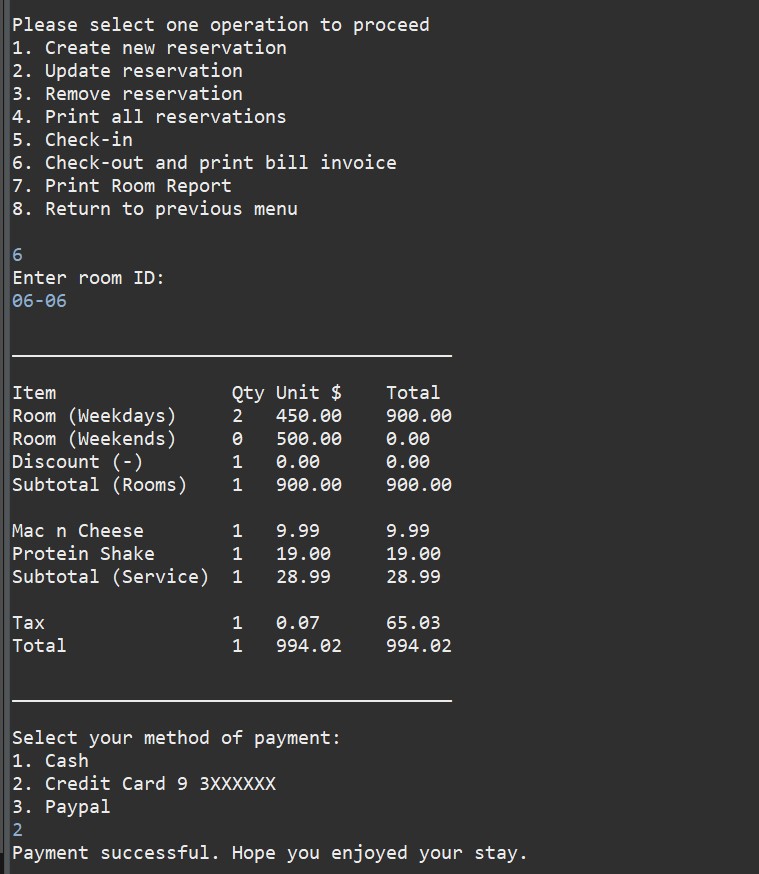 Please select one operation to proceed
1. Create new reservation
2. Update reservation
3. Remove reservation
4. Print all reservations
5. Check-in
6. Check-out and print bill invoice
7. Print Room Report
8. Return to previous menu
6
Enter room ID:
06-06
Item Qty Unit $ Total
Room (Weekdays) 2 450.00 900.00
Room (Weekends) 0 500.00 0.00
Discount (-) 1 0.00 0.00
Subtotal (Rooms) 1 900.00 900.00
Mac n Cheese 1 9.99 9.99
Protein Shake 1 19.00 19.00
Subtotal (Service) 1 28.99 28.99
Tax 1 0.07 65.03
Total 1 994.02 994.02
Select your method of payment:
1. Cash
2. Credit Card 9 3XXXXXX
3. Paypal
2
Payment successful. Hope you enjoyed your stay.